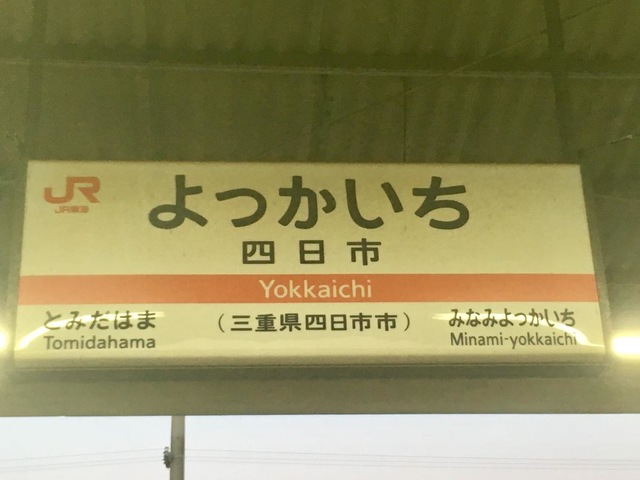 JR
JR東海
よっかいち
四日市
Yokkaichi
とみだはま
Tomidahama
（三重県四日市市）
みなみよっかいち
Minami-yokkaichi